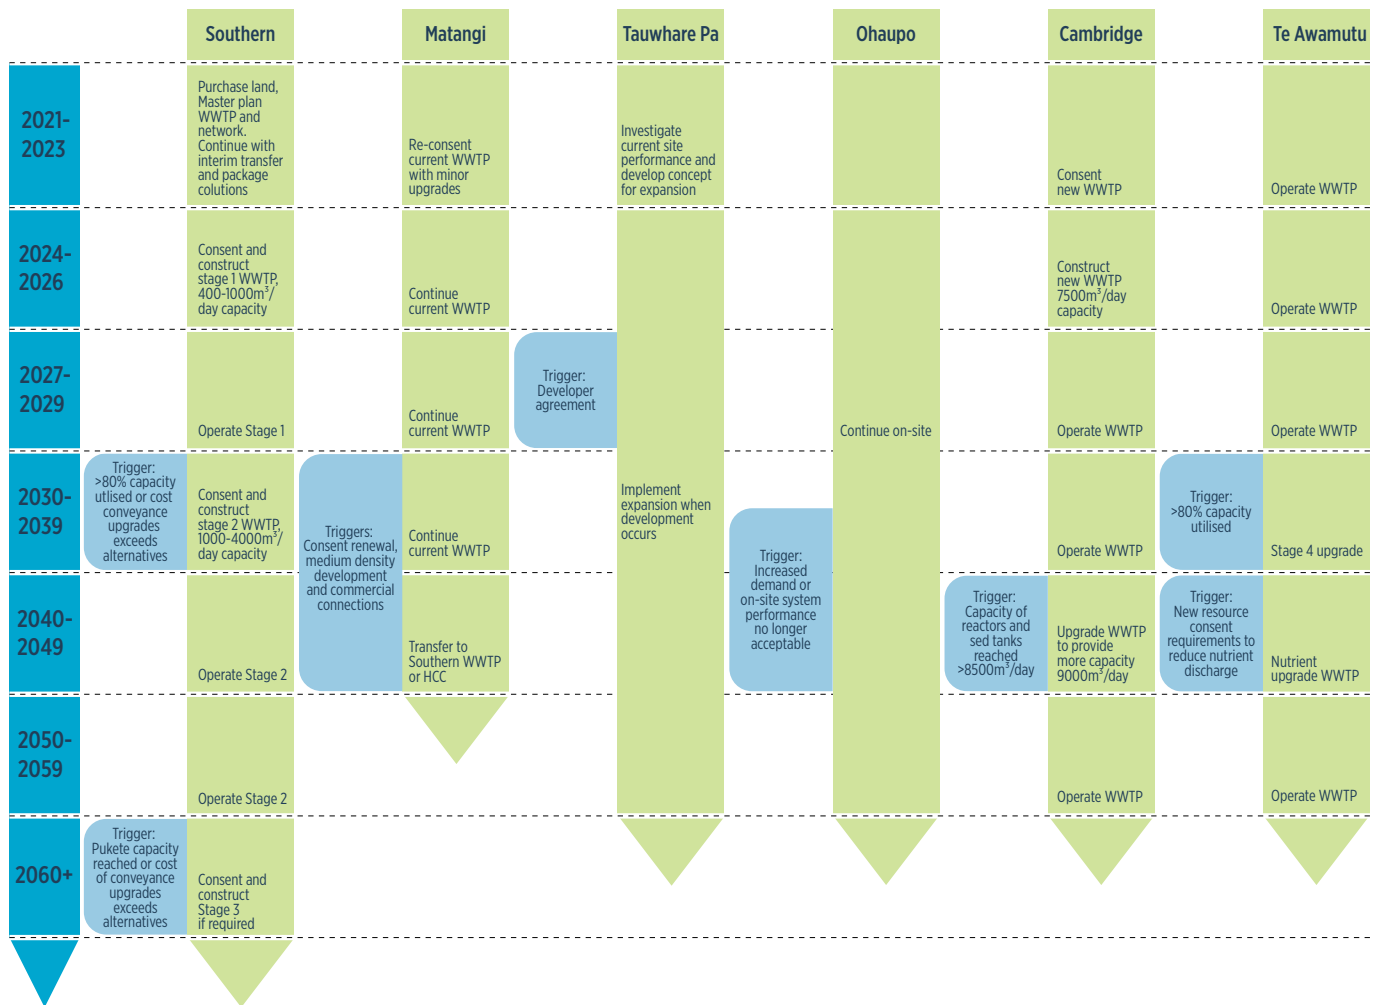 Southern
Matangi
Tauwhare Pa
Ohaupo
Cambridge
Te Awamutu
2021-
2023
Purchase land,
Master plan
WWTP and
network.
Continue with
interim transfer
and package
colutions
Re-consent
current WWTP
with minor
upgrades
Investigate
current site
performance and
develop concept
for expansion
Consent
new WWTP
Operate WWTP
2024-
2026
Consent and
construct
stage 1 WWTP,
400-1000m³/
day capacity
Continue
current WWTP
Construct
new WWTP
7500m³/day
capacity
Operate WWTP
2027-
2029
Operate Stage 1
Continue
current WWTP
Trigger:
Developer
agreement
Continue on-site
Operate WWTP
Operate WWTP
2030-
2039
Trigger:
>80% capacity
utlised or cost
conveyance
upgrades
exceeds
alternatives
Consent and
construct
stage 2 WWTP,
1000-4000m³/
day capacity
Triggers:
Consent renewal,
medium density
development
and commercial
connections
Continue
current WWTP
Implement
expansion when
development
occurs
Trigger:
Increased
demand or
on-site system
performance
no longer
acceptable
Operate WWTP
Trigger:
>80% capacity
utilised
Stage 4 upgrade
2040-
2049
Operate Stage 2
Transfer to
Southern WWTP
or HCC
Trigger:
Capacity of
reactors and
sed tanks
reached
>8500m³/day
Upgrade WWTP
to provide
more capacity
9000m³/day
Trigger:
New resource
consent
requirements to
reduce nutrient
discharge
Nutrient
upgrade WWTP
2050-
2059
Operate Stage 2
Operate WWTP
Operate WWTP
2060+
Trigger:
Pukete capacity
reached or cost
of conveyance
upgrades
exceeds
alternatives
Consent and
construct
Stage 3
if required